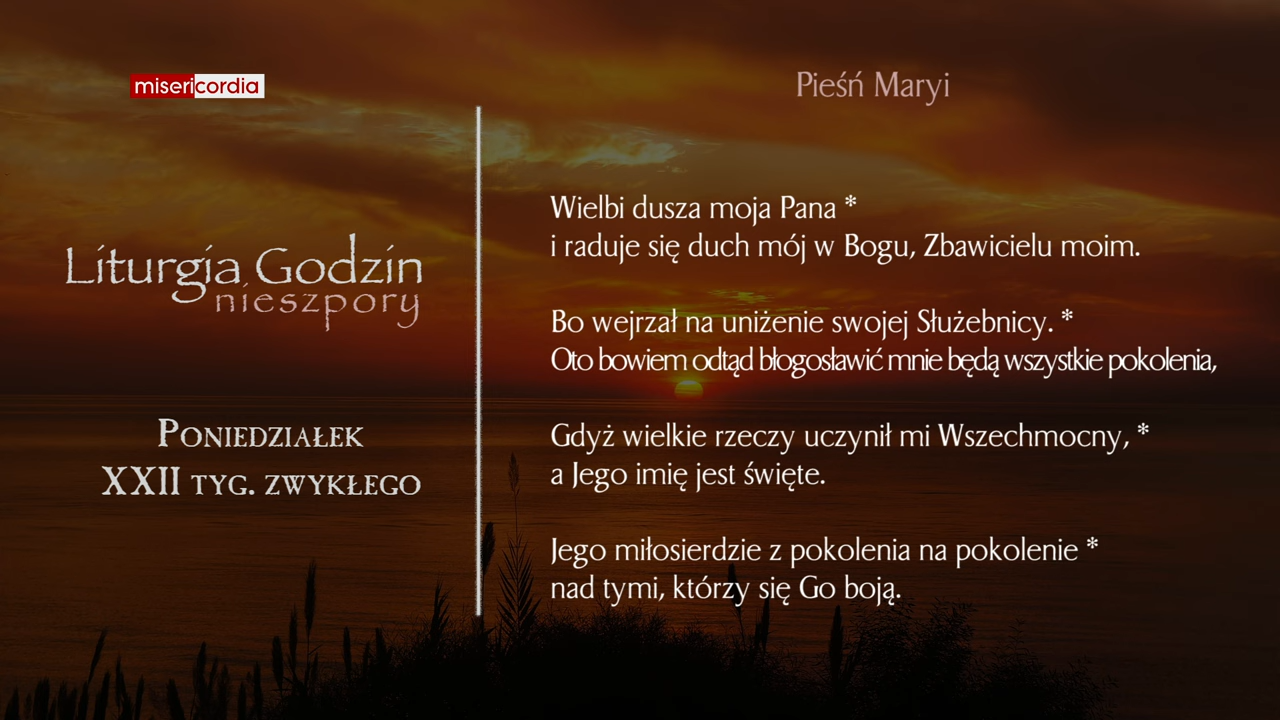 misericordia
Liturgia Godzin
nieszpory
Poniedziałek
XXII tyg. zwykłego
Pieśń Maryi
Wielbi dusza moja Pana *
i raduje się duch mój w Bogu, Zbawicielu moim.
Bo wejrzał na uniżenie swojej Służebnicy. *
Oto bowiem odtąd błogosławić mnie będą wszystkie pokolenia,
Gdyż wielkie rzeczy uczynił mi Wszechmocny, *
a Jego imię jest święte.
Jego miłosierdzie z pokolenia na pokolenie *
nad tymi, którzy się Go boją.